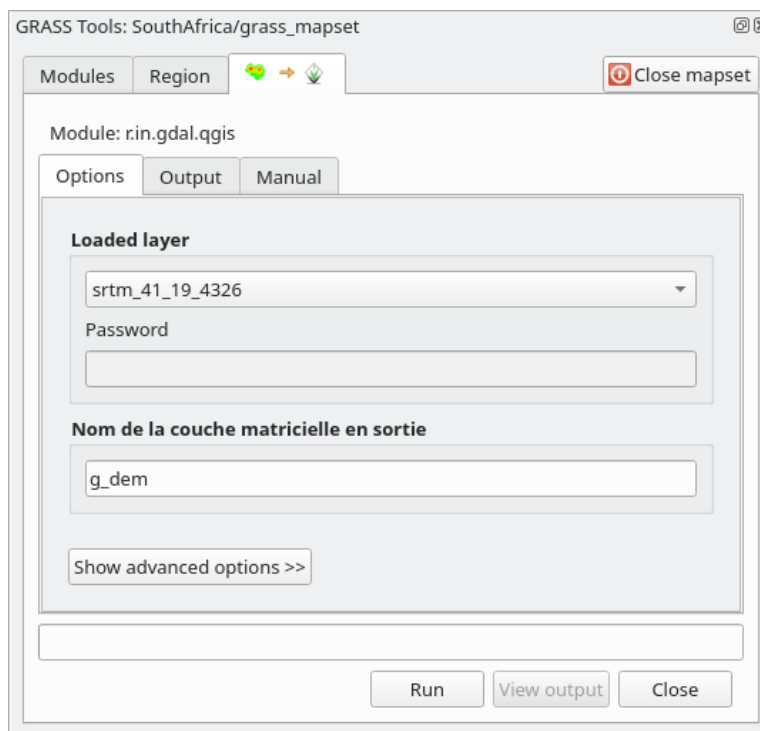 GRASS Tools: SouthAfrica/grass_mapset
Modules
Region
Close mapset
Module: r.in.gdal.qgis
Options
Output
Manual
Loaded layer
srtm_41_19_4326
Password
Nom de la couche matricielle en sortie
g_dem
Show advanced options >>
Run
View output
Close